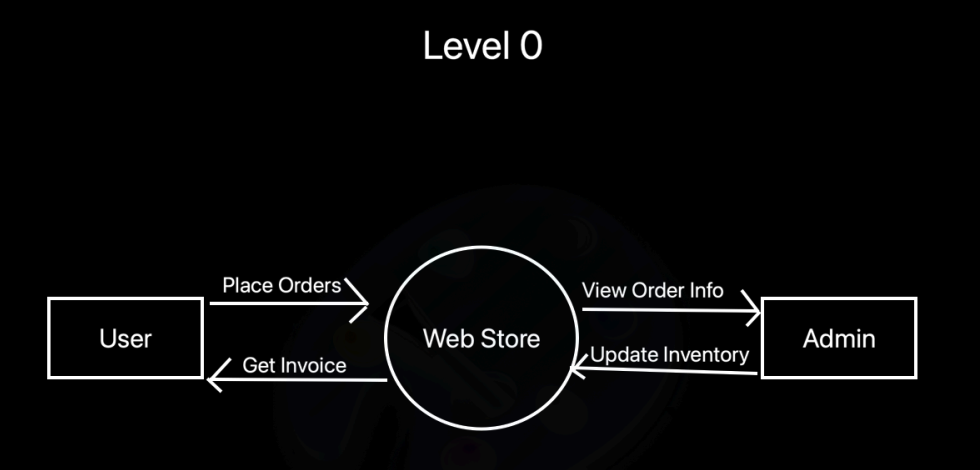 Level 0
Place Orders
View Order Info
User
Web Store
Admin
Get Invoice
Update Inventory